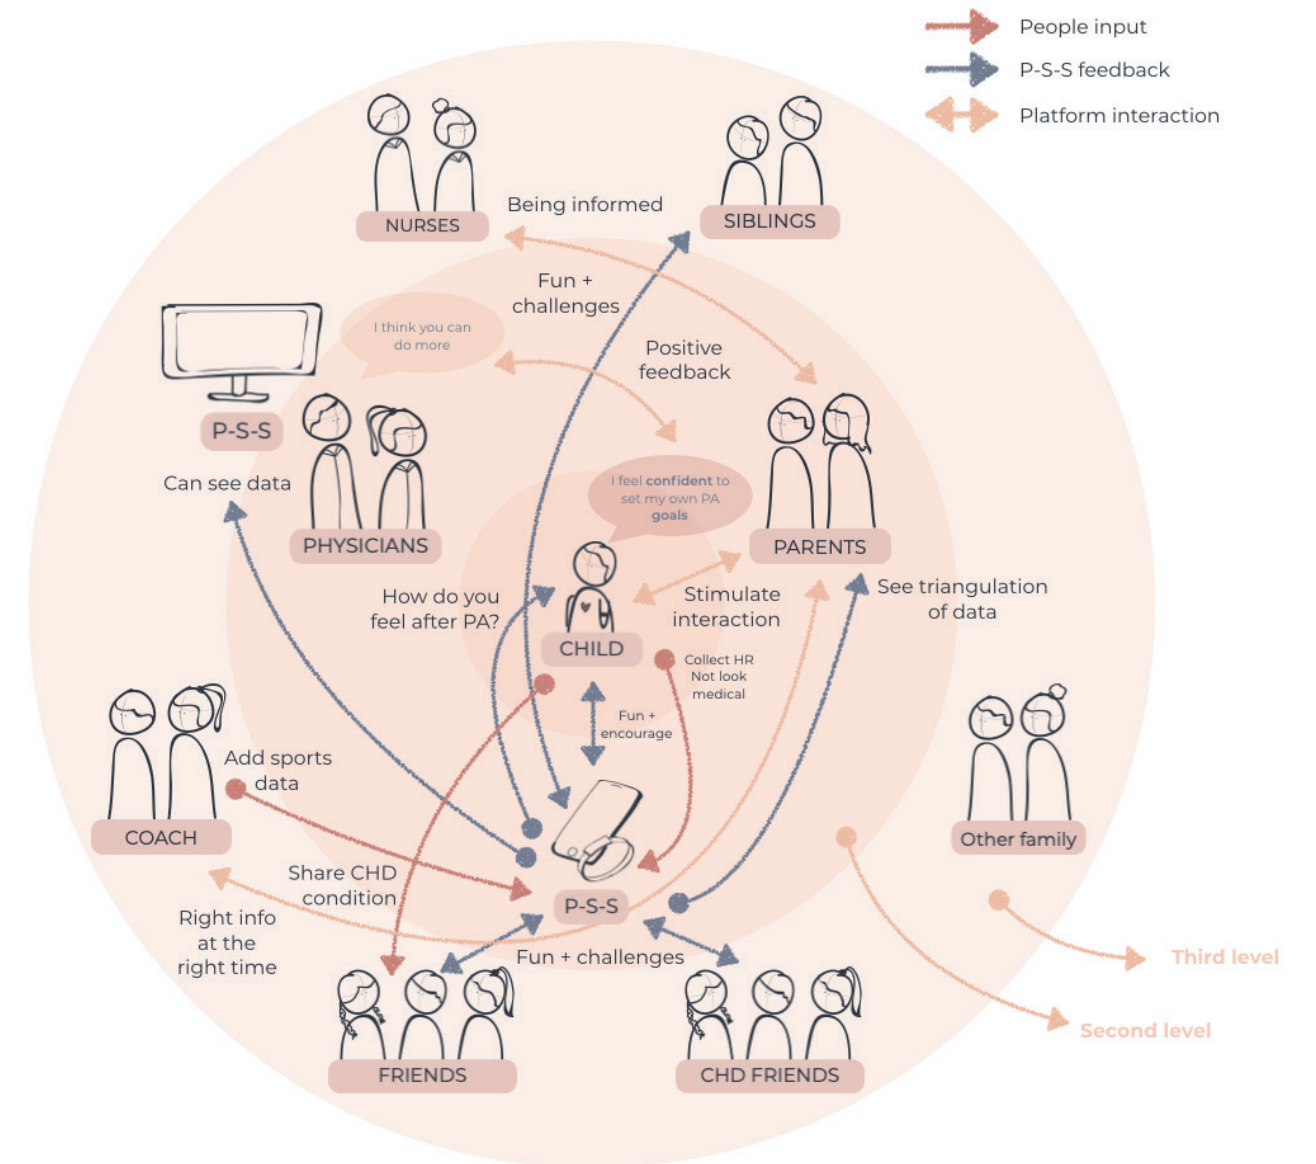 People input
P-S-S feedback
Platform interaction
NURSES
Being informed
SIBLINGS
Fun +
challenges
I think you can
do more
Positive
feedback
P-S-S
Can see data
PHYSICIANS
I feel confident to
set my own PA
goals
PARENTS
How do you
feel after PA?
CHILD
Stimulate
interaction
See triangulation
of data
Collect HR
Not look
medical
Fun +
encourage
Add sports
data
COACH
Other family
Share CHD
condition
P-S-S
Right info
at the
right time
Fun + challenges
Third level
Second level
FRIENDS
CHD FRIENDS